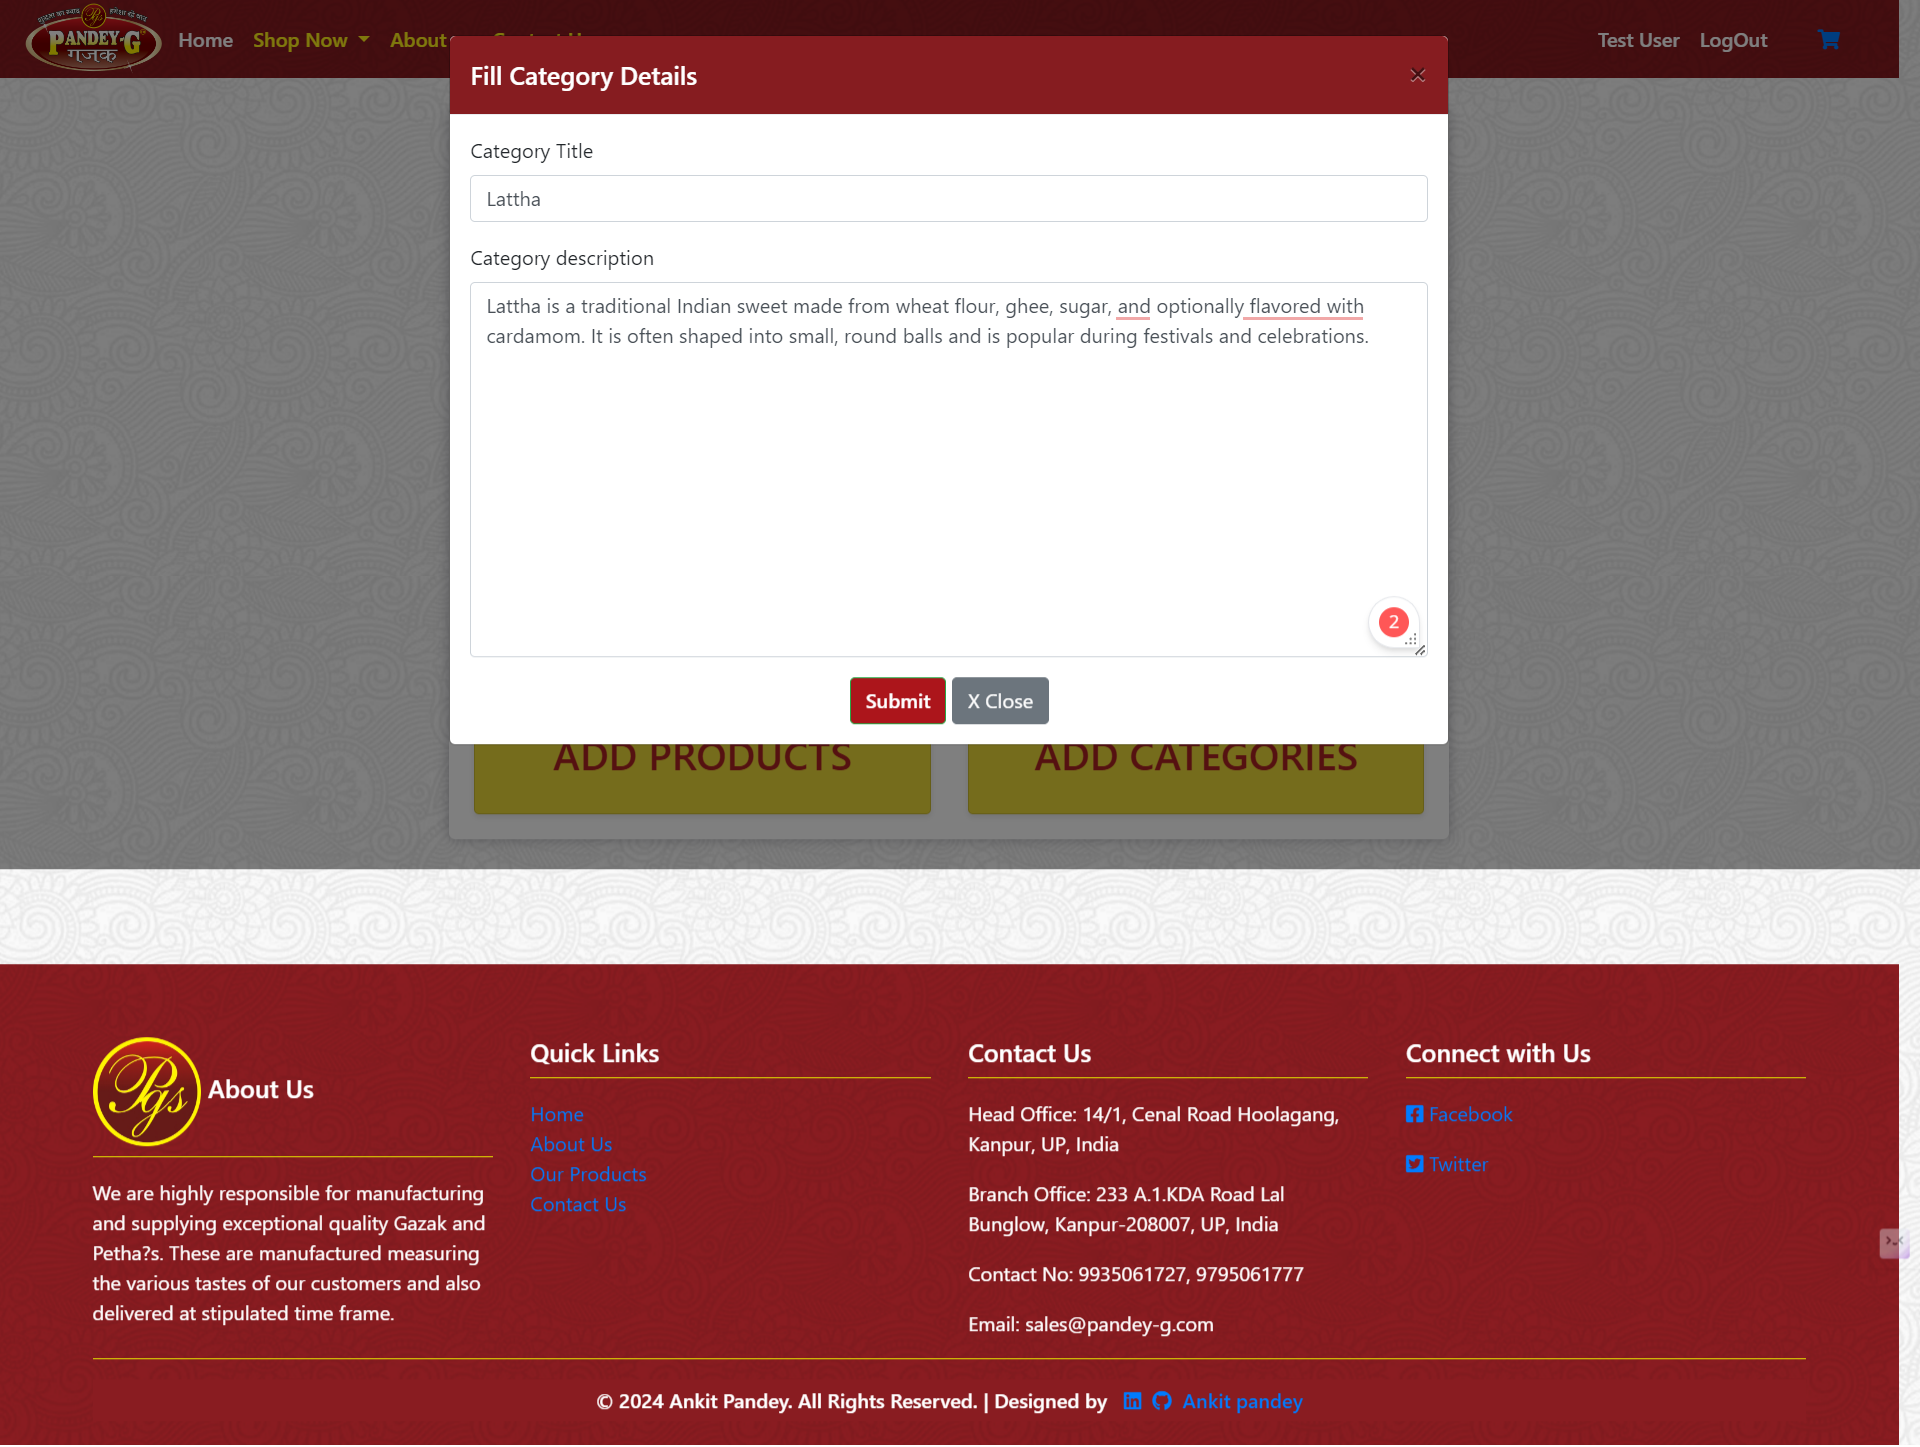 PANDEY-G
गजक
Home
Shop Now
About
Test User
LogOut
Fill Category Details
×
Category Title
Lattha
Category description
Lattha is a traditional Indian sweet made from wheat flour, ghee, sugar, and optionally flavored with
cardamom. It is often shaped into small, round balls and is popular during festivals and celebrations.
2
Submit
X Close
ADD PRODUCTS
ADD CATEGORIES
Pgs
About Us
We are highly responsible for manufacturing
and supplying exceptional quality Gazak and
Petha?s. These are manufactured measuring
the various tastes of our customers and also
delivered at stipulated time frame.
Quick Links
Home
About Us
Our Products
Contact Us
Contact Us
Head Office: 14/1, Cenal Road Hoolagang,
Kanpur, UP, India
Branch Office: 233 A.1.KDA Road Lal
Bunglow, Kanpur-208007, UP, India
Contact No: 9935061727, 9795061777
Email: sales@pandey-g.com
Connect with Us
Facebook
Twitter
© 2024 Ankit Pandey. All Rights Reserved. | Designed by Ankit pandey